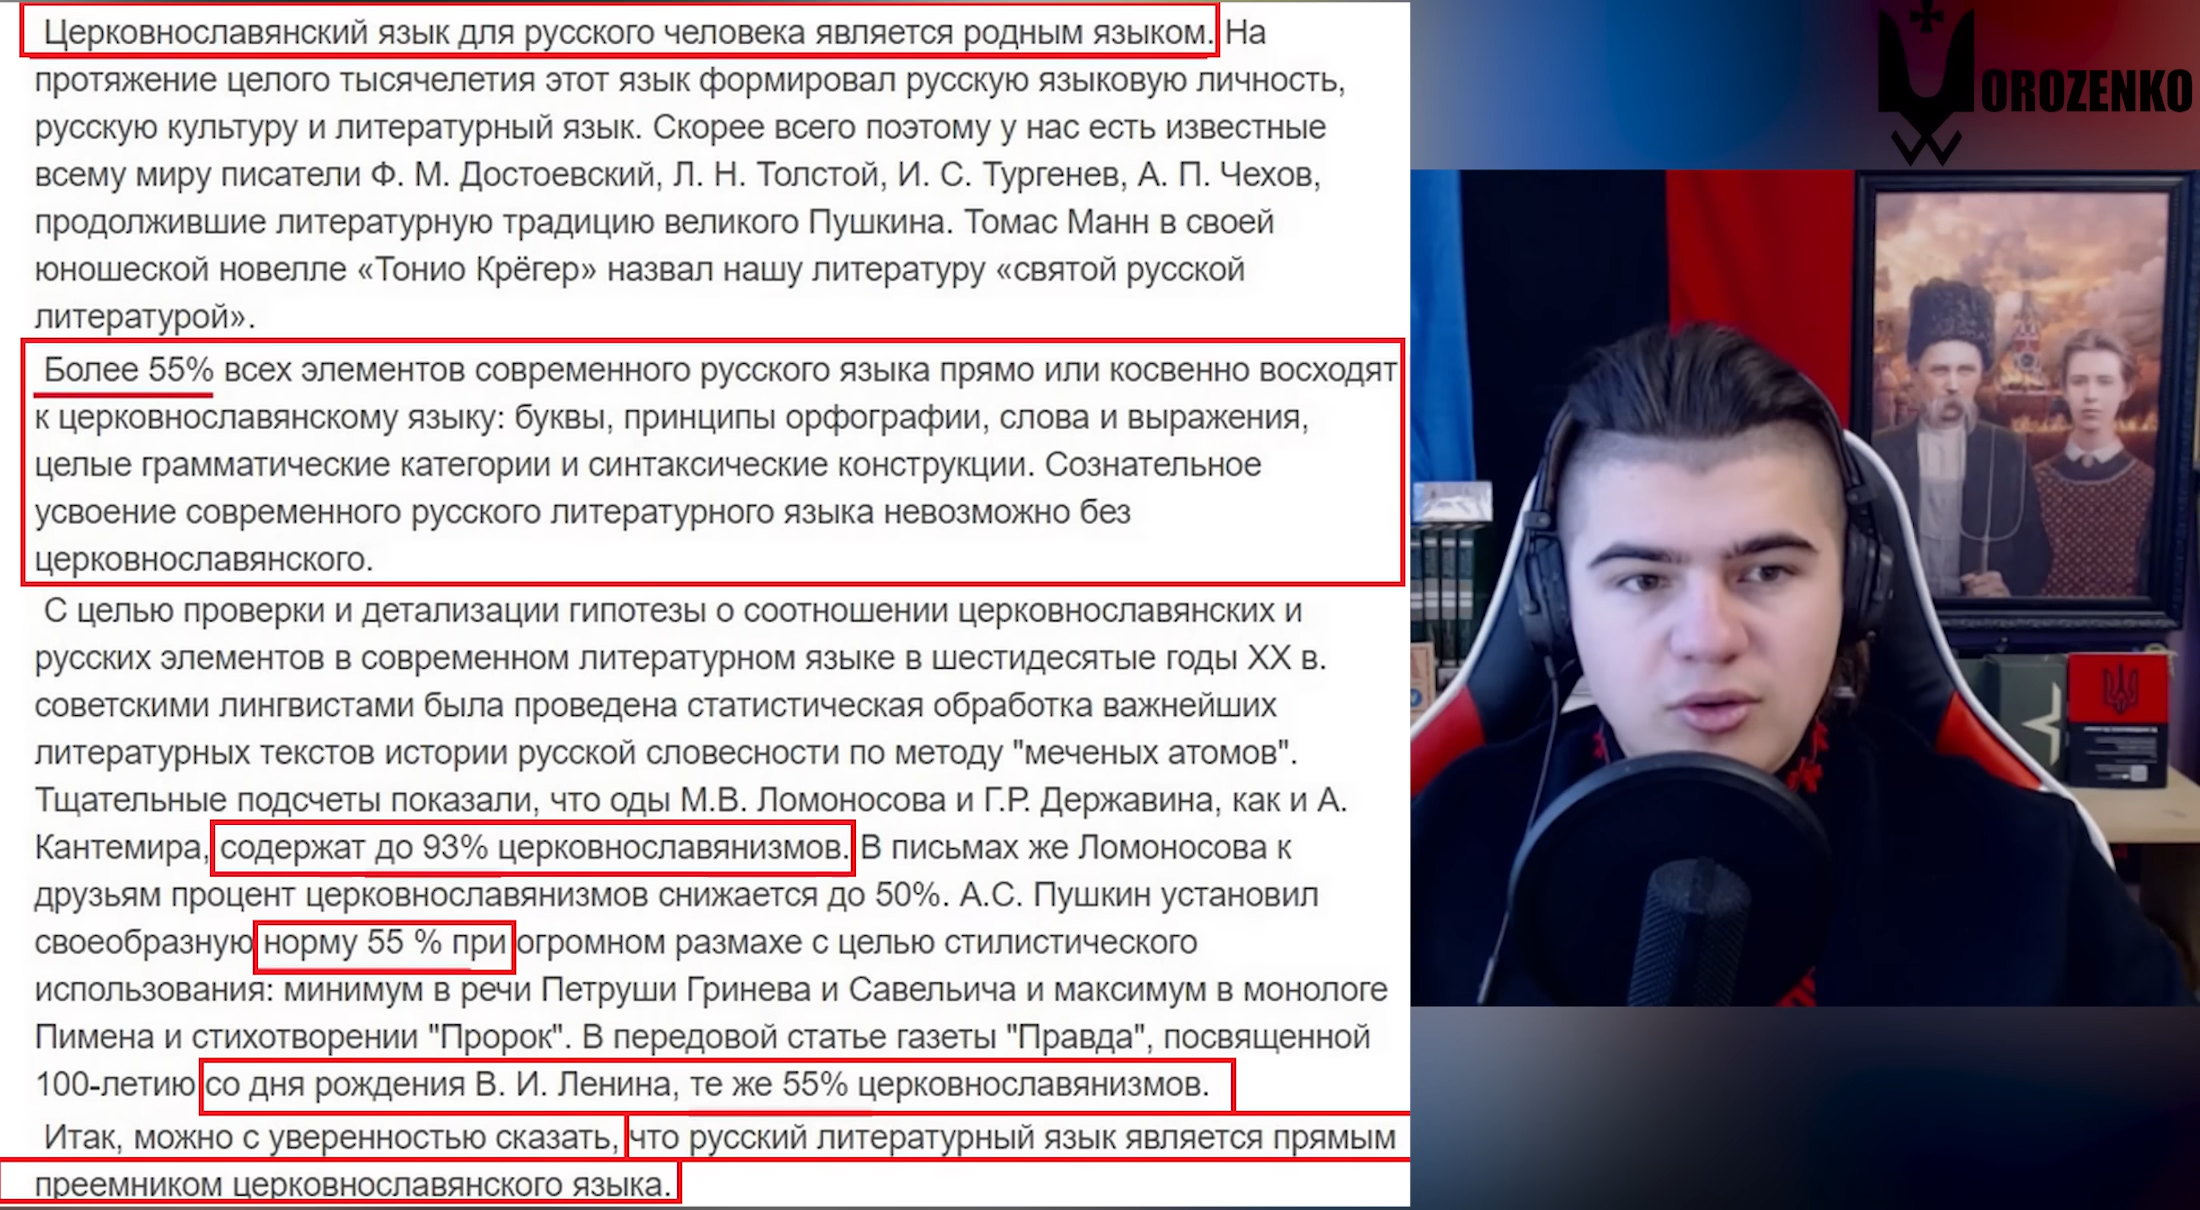 Церковнославянский язык для русского человека является родным языком. На
протяжение целого тысячелетия этот язык формировал русскую языковую личность,
русскую культуру и литературный язык. Скорее всего поэтому у нас есть известные
всему миру писатели Ф. М. Достоевский, Л. Н. Толстой, И. С. Тургенев, А. П. Чехов,
продолжившие литературную традицию великого Пушкина. Томас Манн в своей
юношеской новелле «Тонио Крёгер» назвал нашу литературу «святой русской
литературой».
Более 55% всех элементов современного русского языка прямо или косвенно восходят
к церковнославянскому языку: буквы, принципы орфографии, слова и выражения,
целые грамматические категории и синтаксические конструкции. Сознательное
усвоение современного русского литературного языка невозможно без
церковнославянского.
С целью проверки и детализации гипотезы о соотношении церковнославянских и
русских элементов в современном литературном языке в шестидесятые годы XX в.
советскими лингвистами была проведена статистическая обработка важнейших
литературных текстов истории русской словесности по методу "меченых атомов".
Тщательные подсчеты показали, что оды М.В. Ломоносова и Г.Р. Державина, как и А.
Кантемира, содержат до 93% церковнославянизмов. В письмах же Ломоносова к
друзьям процент церковнославянизмов снижается до 50%. А.С. Пушкин установил
своеобразную норму 55 % при огромном размахе с целью стилистического
использования: минимум в речи Петруши Гринева и Савельича и максимум в монологе
Пимена и стихотворении "Пророк". В передовой статье газеты "Правда", посвященной
100-летию со дня рождения В. И. Ленина, те же 55% церковнославянизмов.
Итак, можно с уверенностью сказать, что русский литературный язык является прямым
преемником церковнославянского языка.
OROZENKO